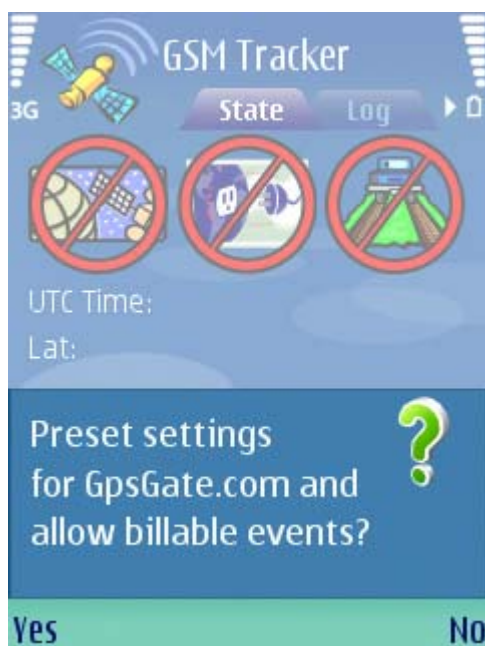 GSM Tracker
3G
State Log
UTC Time:
Lat:
Preset settings
for GpsGate.com and
allow billable events?
Yes No